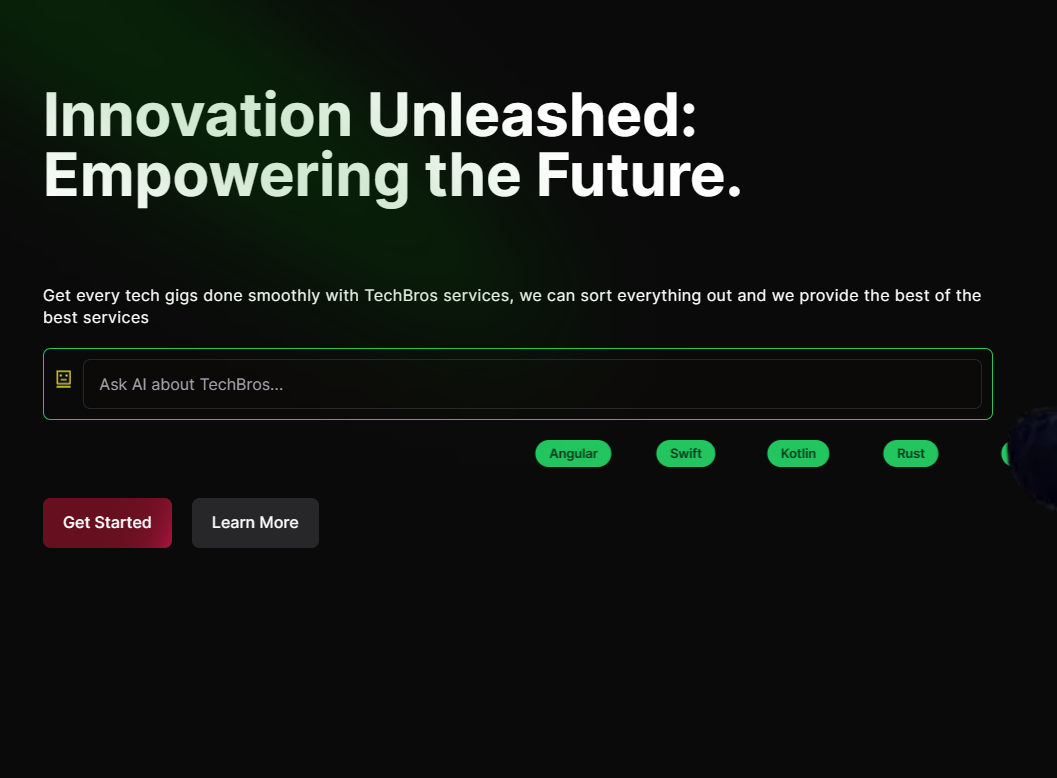 Innovation Unleashed:
Empowering the Future.
Get every tech gigs done smoothly with TechBros services, we can sort everything out and we provide the best of the
best services
Ask AI about TechBros...
Angular Swift Kotlin Rust
Get Started Learn More